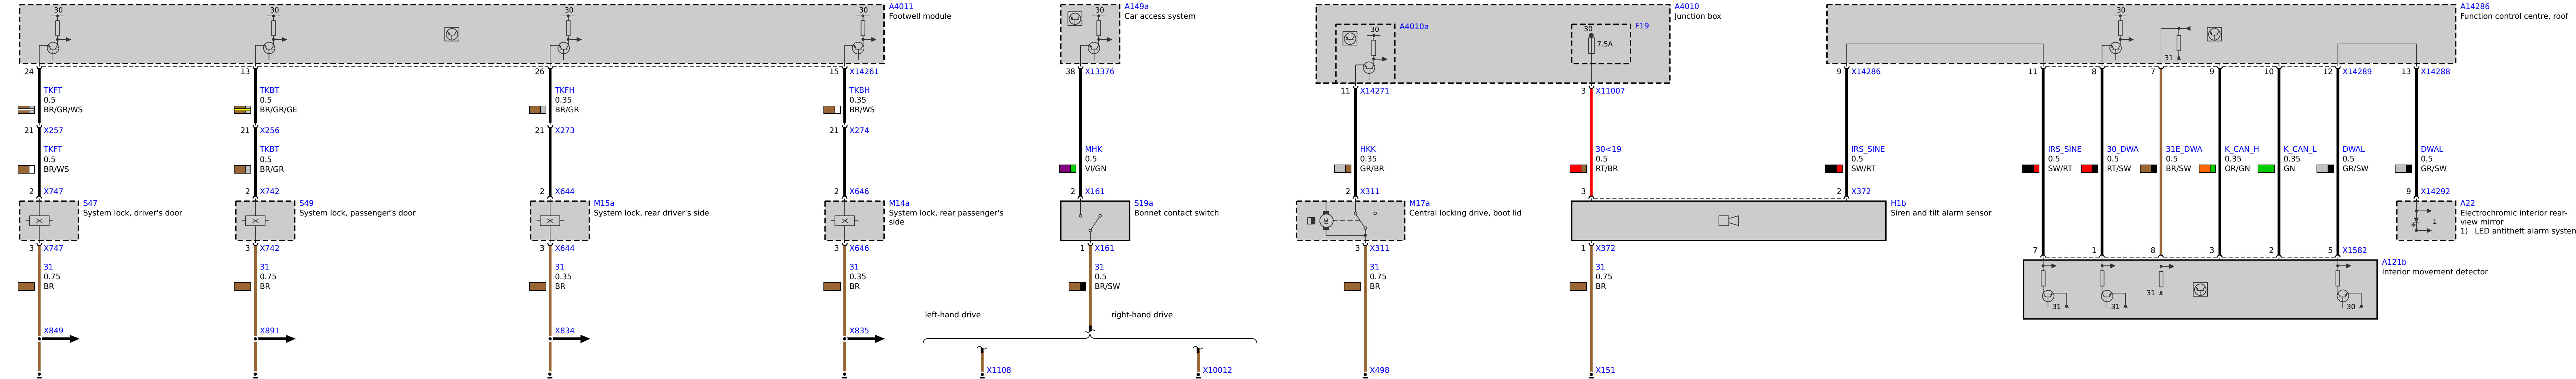 30
30
30
30
A4011
Footwell module
30
A149a
Car access system
A4010a
30
F19
30
7.5A
A4010
Junction box
30
31
A14286
Function control centre, roof
24
13
26
15 X14261
38 X13376
11 X14271
3 X11007
9 X14286
11
8
7
9
10
12 X14289
13 X14288
TKFT
0.5
BR/GR/WS
TKBT
0.5
BR/GR/GE
TKFH
0.35
BR/GR
TKBH
0.35
BR/WS
21 X257
21 X256
21 X273
21 X274
TKFT
0.5
BR/WS
TKBT
0.5
BR/GR
MHK
0.5
VI/GN
HKK
0.35
GR/BR
30<19
0.5
RT/BR
IRS_SINE
0.5
SW/RT
IRS_SINE
0.5
SW/RT
30_DWA
0.5
RT/SW
31E_DWA
0.5
BR/SW
K_CAN_H
0.35
OR/GN
K_CAN_L
0.35
GN
DWAL
0.5
GR/SW
DWAL
0.5
GR/SW
2 X747
2 X742
2 X644
2 X646
2 X161
2 X311
3
2 X372
9 X14292
S47
System lock, driver's door
S49
System lock, passenger's door
M15a
System lock, rear driver's side
M14a
System lock, rear passenger's
side
S19a
Bonnet contact switch
M
M17a
Central locking drive, boot lid
H1b
Siren and tilt alarm sensor
1
A22
Electrochromic interior rear-
view mirror
1) LED antitheft alarm system
3 X747
3 X742
3 X644
3 X646
1 X161
3 X311
1 X372
7
1
8
3
2
5 X1582
31
0.75
BR
31
0.75
BR
31
0.35
BR
31
0.35
BR
31
0.5
BR/SW
31
0.75
BR
31
0.75
BR
31
31
31
30
A121b
Interior movement detector
left-hand drive
right-hand drive
X849
X891
X834
X835
X1108
X10012
X498
X151